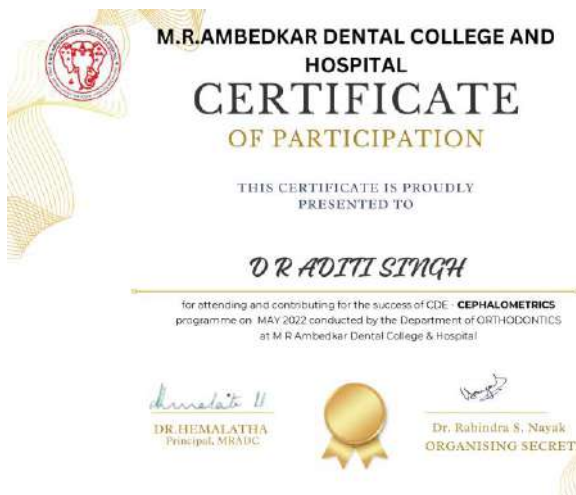 M.R.AMBEDKAR DENTAL COLLEGE AND
HOSPITAL
CERTIFICATE
OF PARTICIPATION
THIS CERTIFICATE IS PROUDLY
PRESENTED TO
D R ADITI SINGH
for attending and contributing for the success of CDE - CEPHALOMETRICS
programme on MAY 2022 conducted by the Department of ORTHODONTICS
at M R Ambedkar Dental College & Hospital
Hemalatha H
DR.HEMALATHA
Principal, MRADC
Dr. Rabindra S. Nayak
ORGANISING SECRET